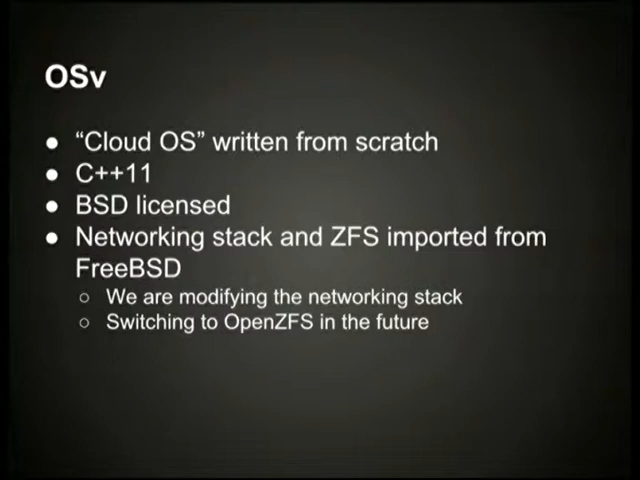 OSv
● “Cloud OS” written from scratch
● C++11
● BSD licensed
● Networking stack and ZFS imported from
FreeBSD
○ We are modifying the networking stack
○ Switching to OpenZFS in the future